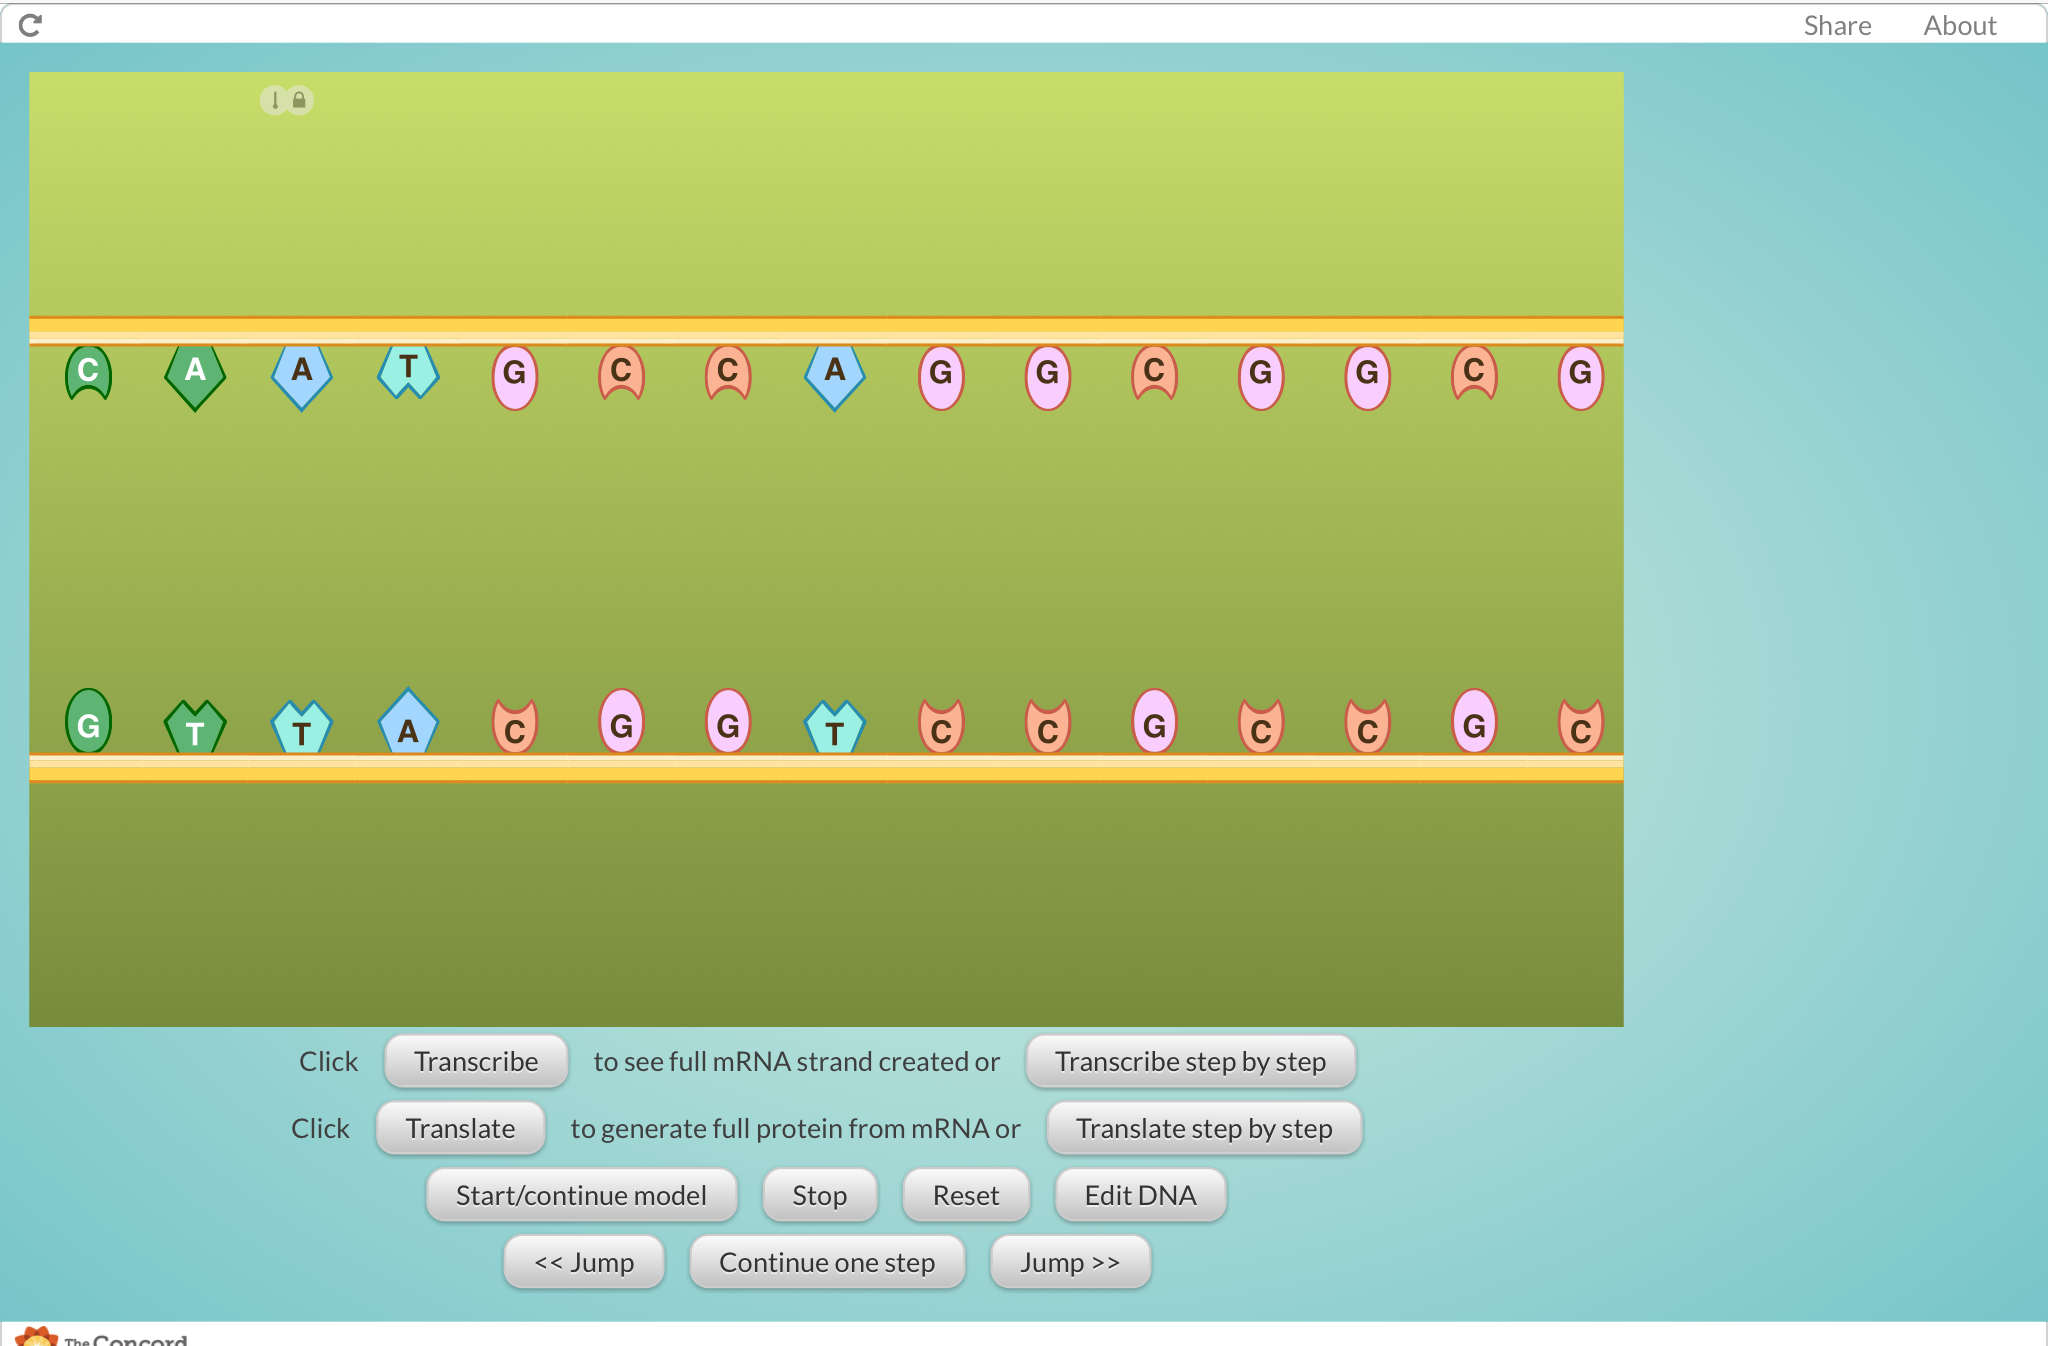 Share About
C A A T G C C A G G C G G C G
G T T A C G G T C C G C C G C
Click Transcribe to see full mRNA strand created or Transcribe step by step
Click Translate to generate full protein from mRNA or Translate step by step
Start/continue model Stop Reset Edit DNA
<< Jump Continue one step Jump >>
The Concord